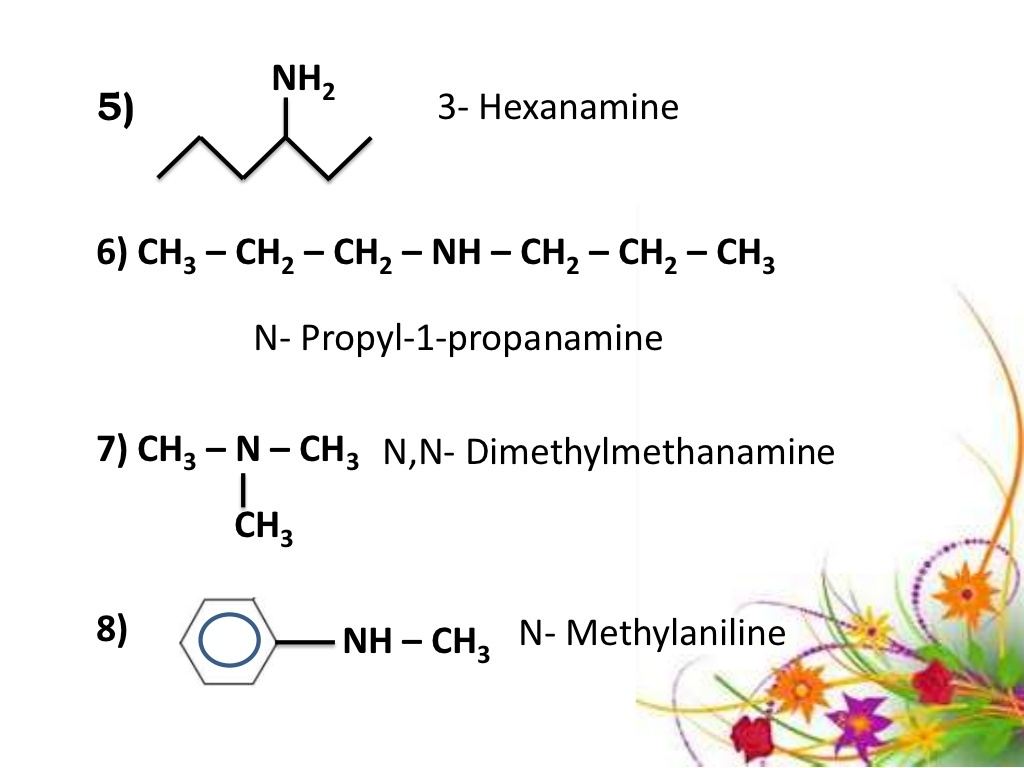 NH₂
5) 3- Hexanamine
6) CH₃ – CH₂ – CH₂ – NH – CH₂ – CH₂ – CH₃
N- Propyl-1-propanamine
7) CH₃ – N – CH₃ N,N- Dimethylmethanamine
CH₃
8) NH – CH₃ N- Methylaniline